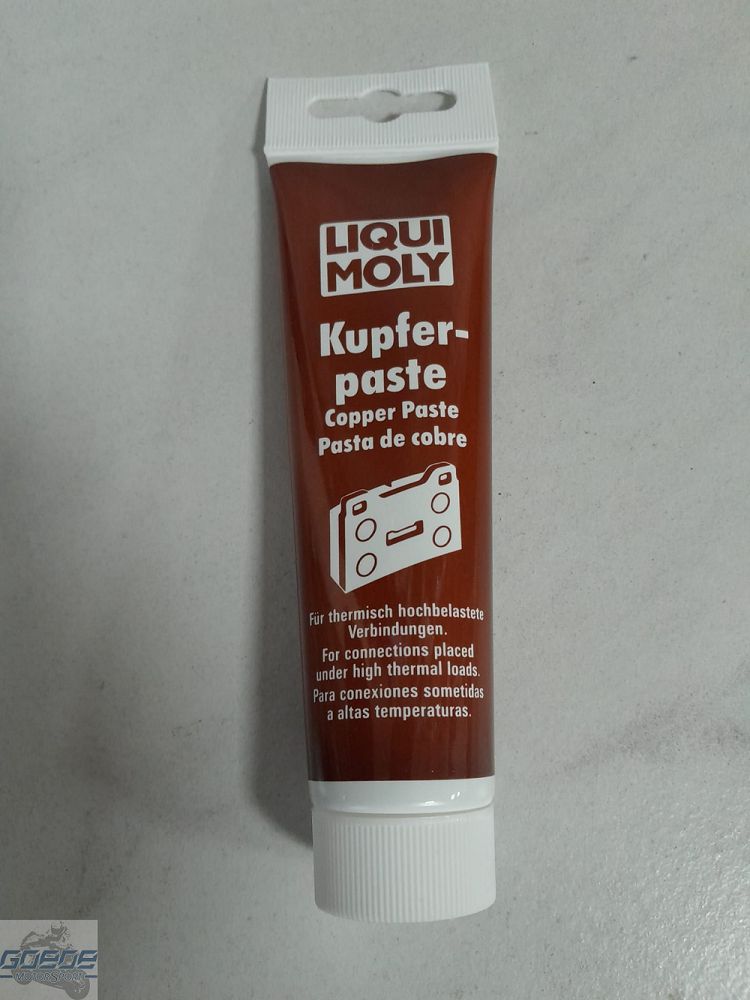 LIQUI
MOLY
Kupfer-
paste
Copper Paste
Pasta de cobre
Für thermisch hochbelastete
Verbindungen.
For connections placed
under high thermal loads.
Para conexiones sometidas
a altas temperaturas.
GOEDE
MOTORSPORT